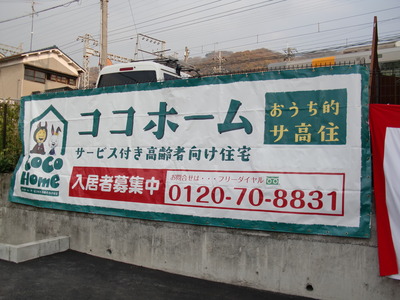 ココホーム
おうち的
サ高住
サービス付き高齢者向け住宅
CoCo
Home
入居者募集中
お問合せは・・・フリーダイヤル
0120-70-8831